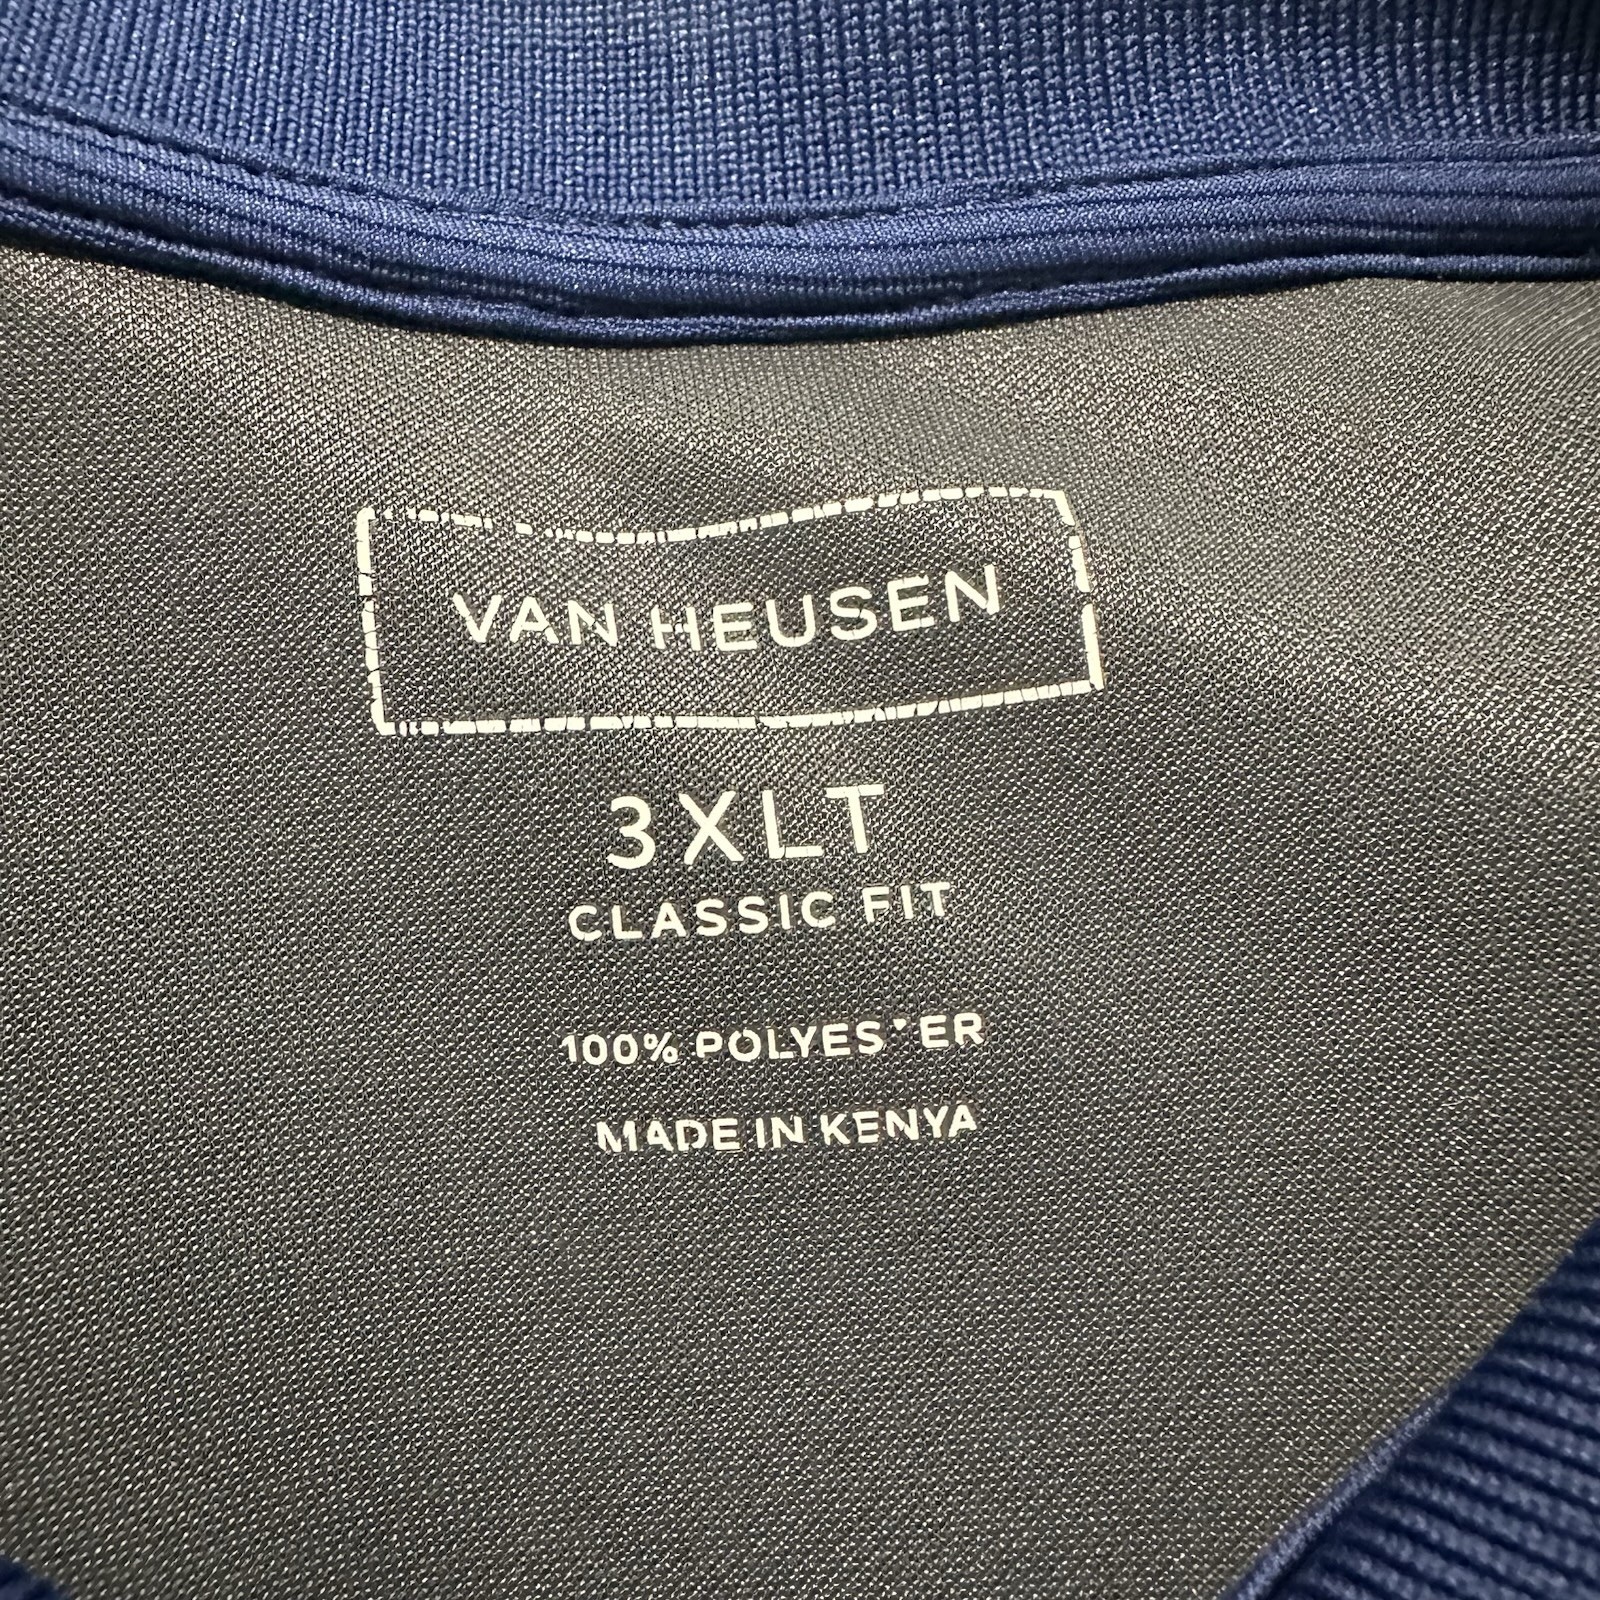 VAN HEUSEN
3XLT
CLASSIC FIT
100% POLYESTER
MADE IN KENYA